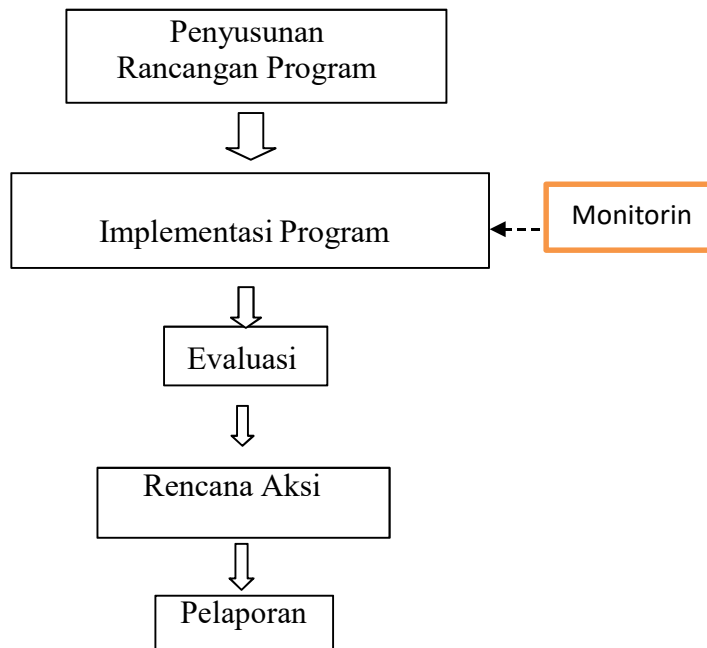 Penyusunan
Rancangan Program
Implementasi Program
Monitorin
Evaluasi
Rencana Aksi
Pelaporan